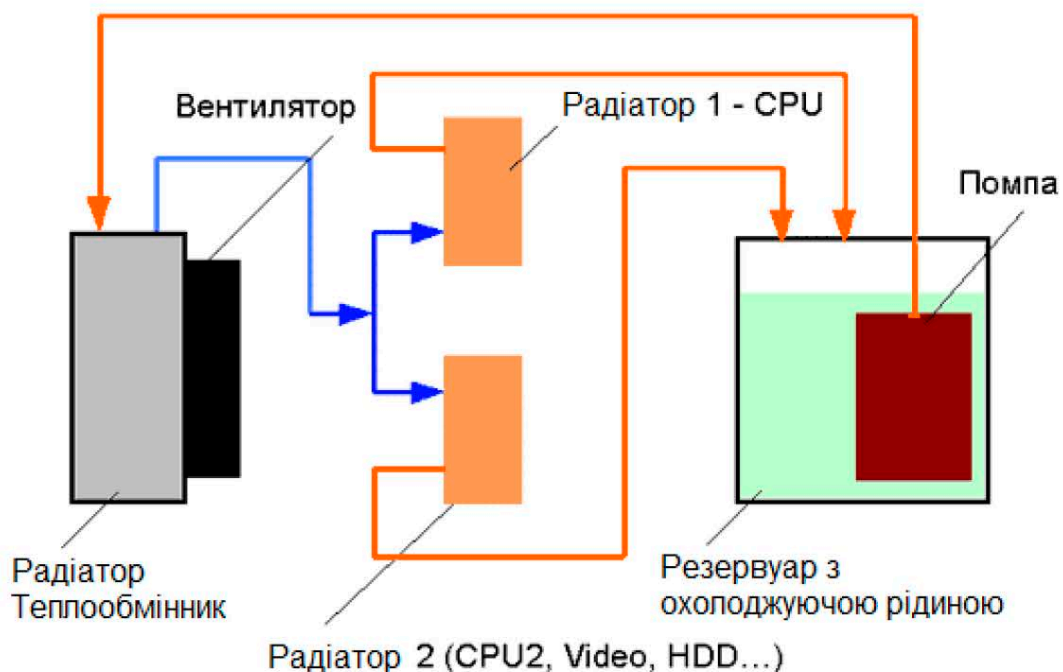 Вентилятор
Радіатор 1 - CPU
Помпа
Радіатор
Теплообмінник
Резервуар з
охолоджуючою рідиною
Радіатор 2 (CPU2, Video, HDD...)